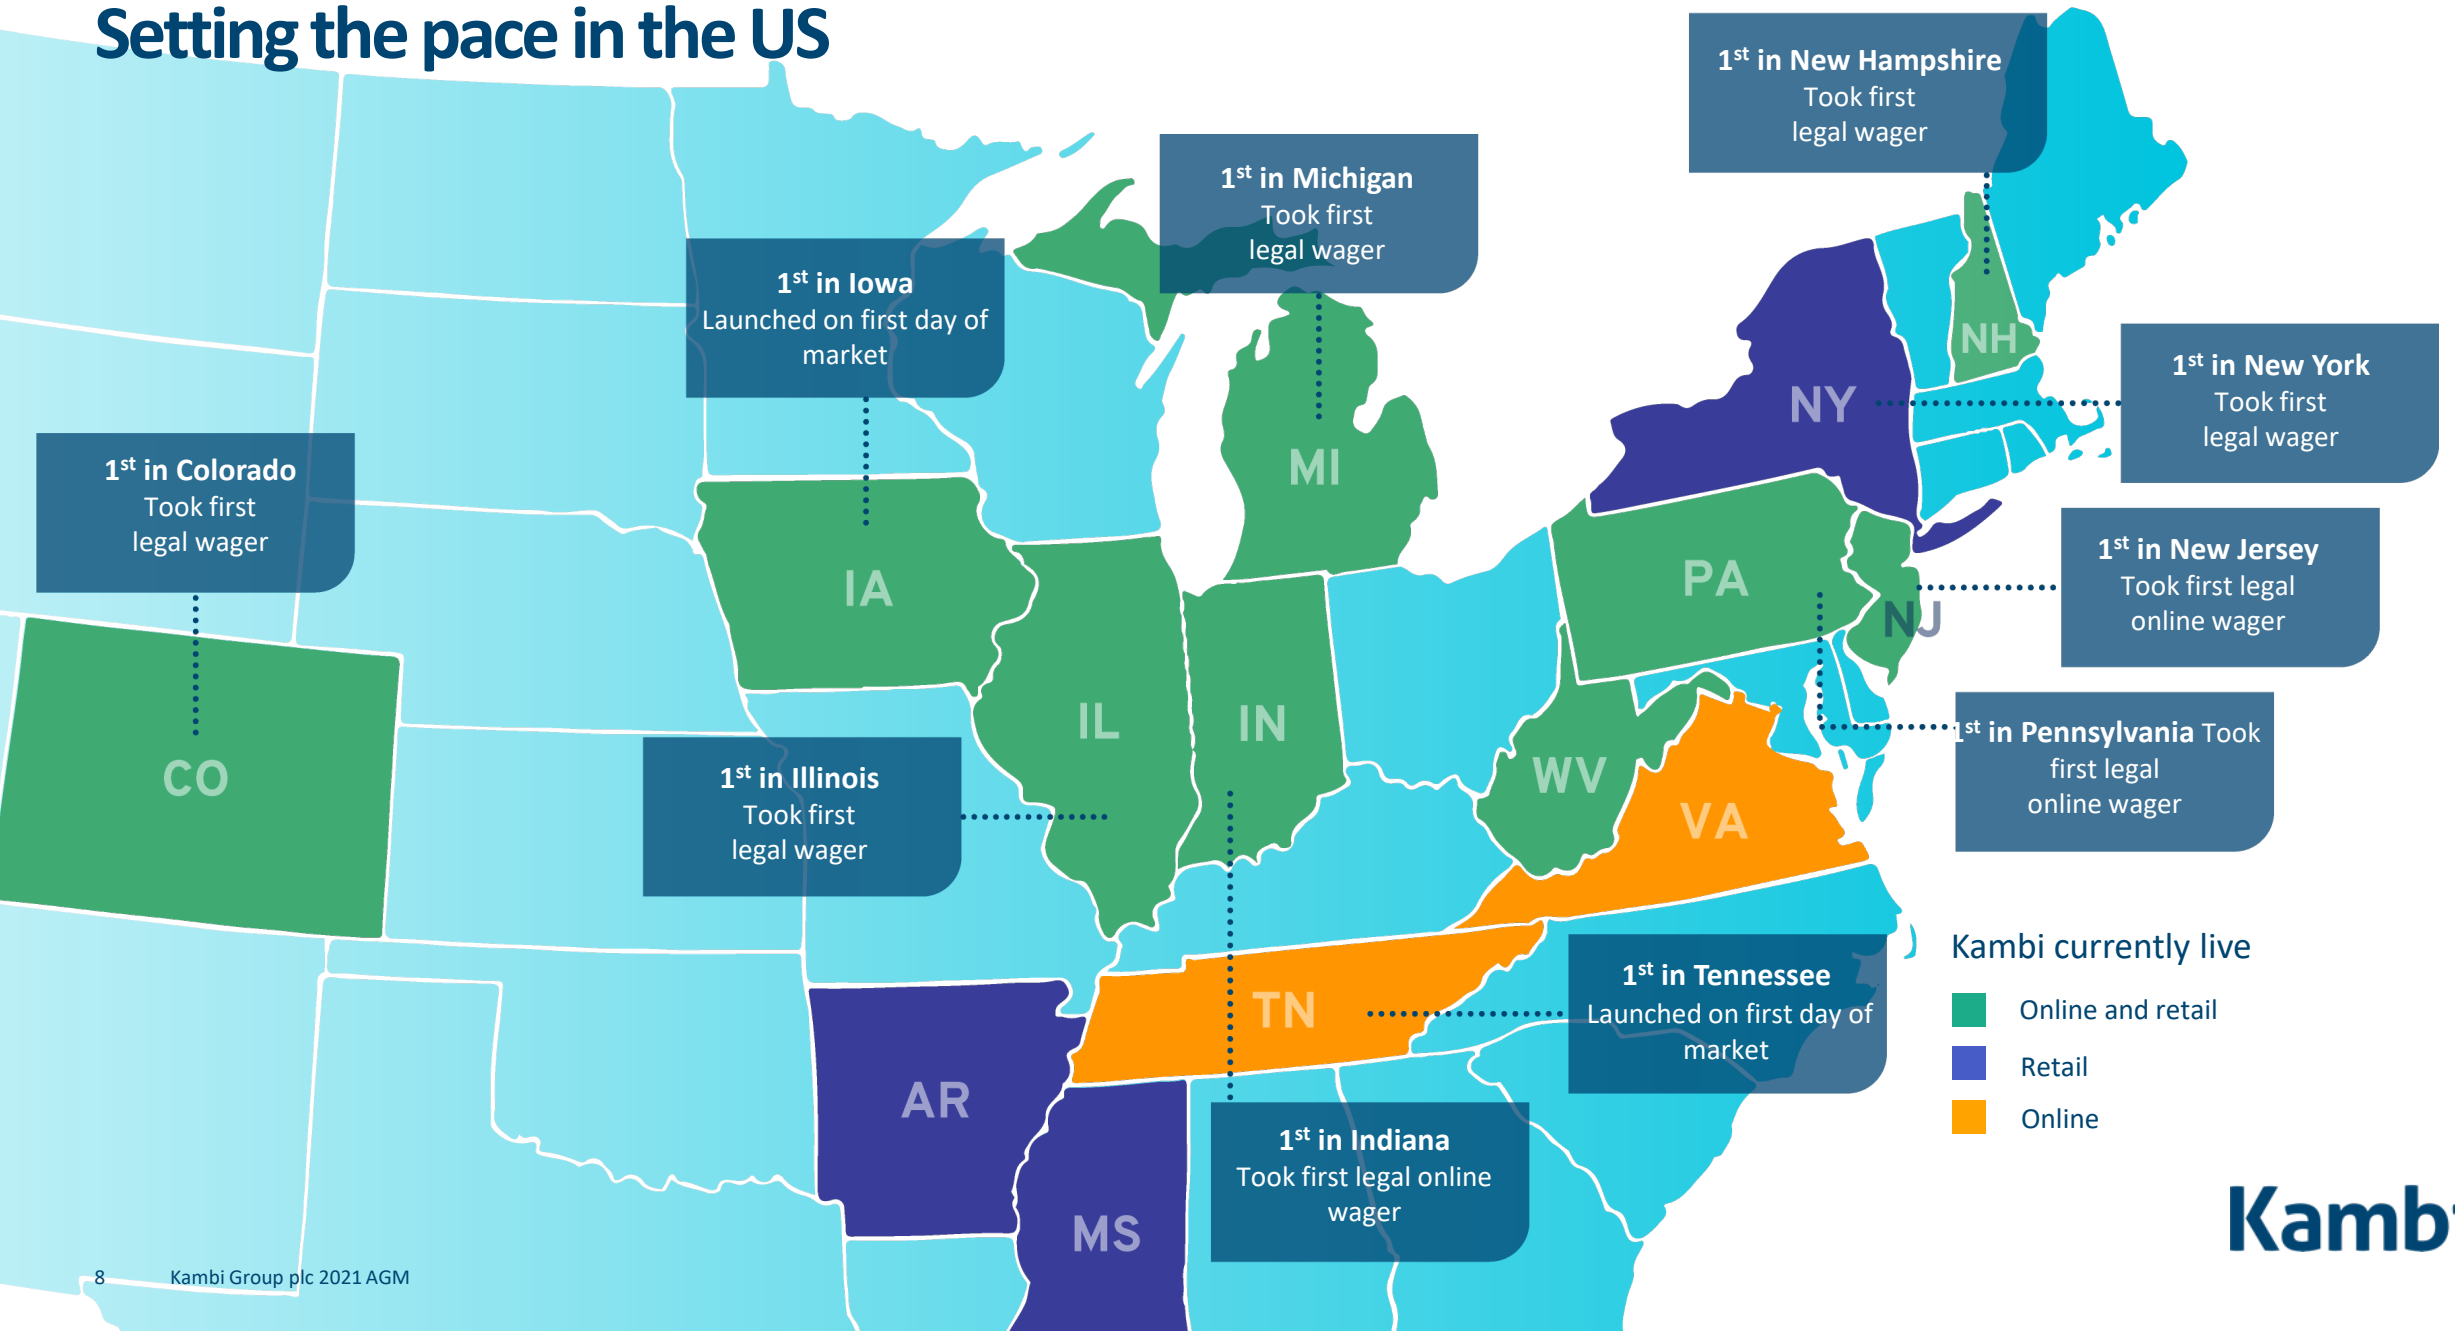 Setting the pace in the US
1st in New Hampshire
Took first
legal wager
1st in Michigan
Took first
legal wager
1st in Iowa
Launched on first day of
market
1st in New York
Took first
legal wager
1st in Colorado
Took first
legal wager
1st in New Jersey
Took first legal
online wager
1st in Pennsylvania Took
first legal
online wager
1st in Illinois
Took first
legal wager
1st in Tennessee
Launched on first day of
market
1st in Indiana
Took first legal online
wager
NH
NY
MI
IA
PA
NJ
IL
IN
CO
WV
VA
TN
AR
MS
Kambi currently live
Online and retail
Retail
Online
Kambi
8
Kambi Group plc 2021 AGM